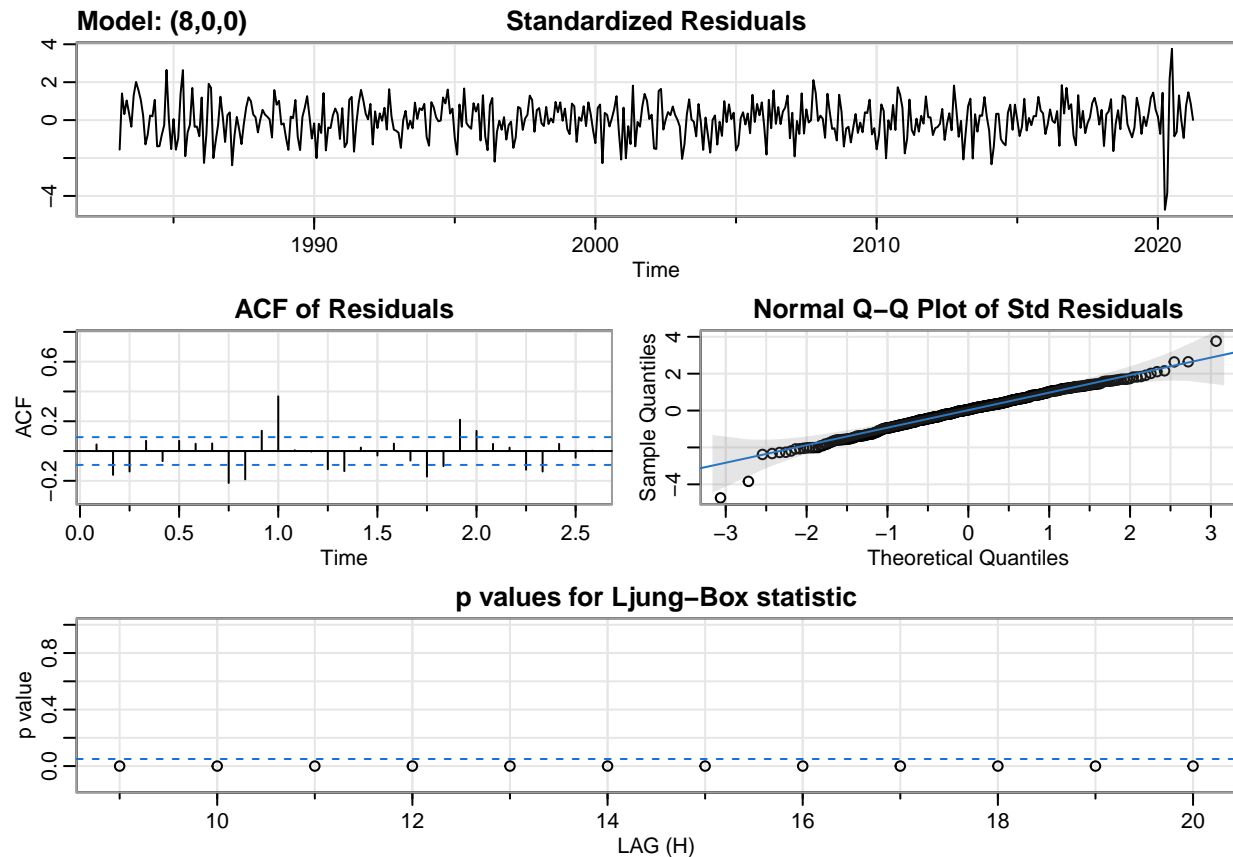 Model: (8,0,0) Standardized Residuals
4
2
0
−4
1990 2000 2010 2020
Time
ACF of Residuals
ACF
0.6
0.2
−0.2
0.0 0.5 1.0 1.5 2.0 2.5
Time
Normal Q−Q Plot of Std Residuals
Sample Quantiles
4
2
0
−4
−3 −2 −1 0 1 2 3
Theoretical Quantiles
p values for Ljung−Box statistic
p value
0.8
0.4
0.0
10 12 14 16 18 20
LAG (H)